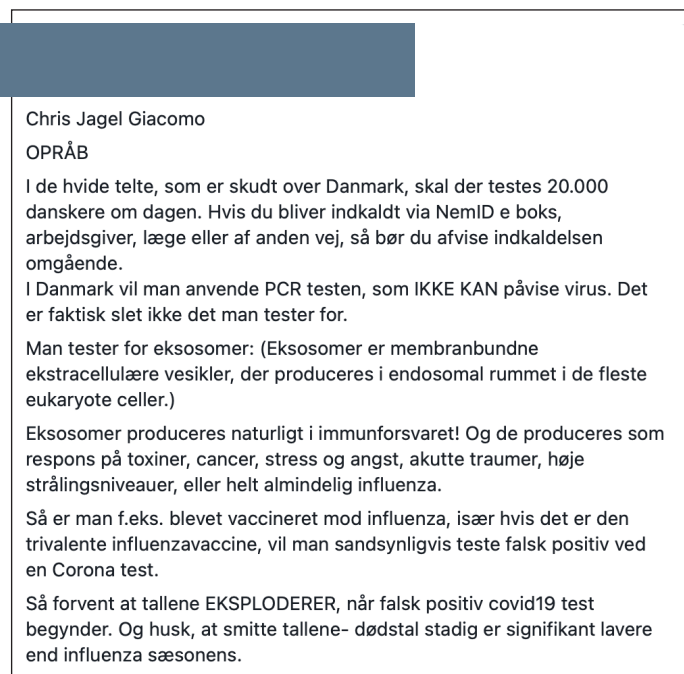 Chris Jagel Giacomo
OPRÅB
I de hvide telte, som er skudt over Danmark, skal der testes 20.000
danskere om dagen. Hvis du bliver indkaldt via NemID e boks,
arbejdsgiver, læge eller af anden vej, så bør du afvise indkaldelsen
omgående.
I Danmark vil man anvende PCR testen, som IKKE KAN påvise virus. Det
er faktisk slet ikke det man tester for.
Man tester for eksosomer: (Eksosomer er membranbundne
ekstracellulære vesikler, der produceres i endosomal rummet i de fleste
eukaryote celler.)
Eksosomer produceres naturligt i immunforsvaret! Og de produceres som
respons på toxiner, cancer, stress og angst, akutte traumer, høje
strålingsniveauer, eller helt almindelig influenza.
Så er man f.eks. blevet vaccineret mod influenza, især hvis det er den
trivalente influenzavaccine, vil man sandsynligvis teste falsk positiv ved
en Corona test.
Så forvent at tallene EKSPLODERER, når falsk positiv covid19 test
begynder. Og husk, at smitte tallene- dødstal stadig er signifikant lavere
end influenza sæsonens.